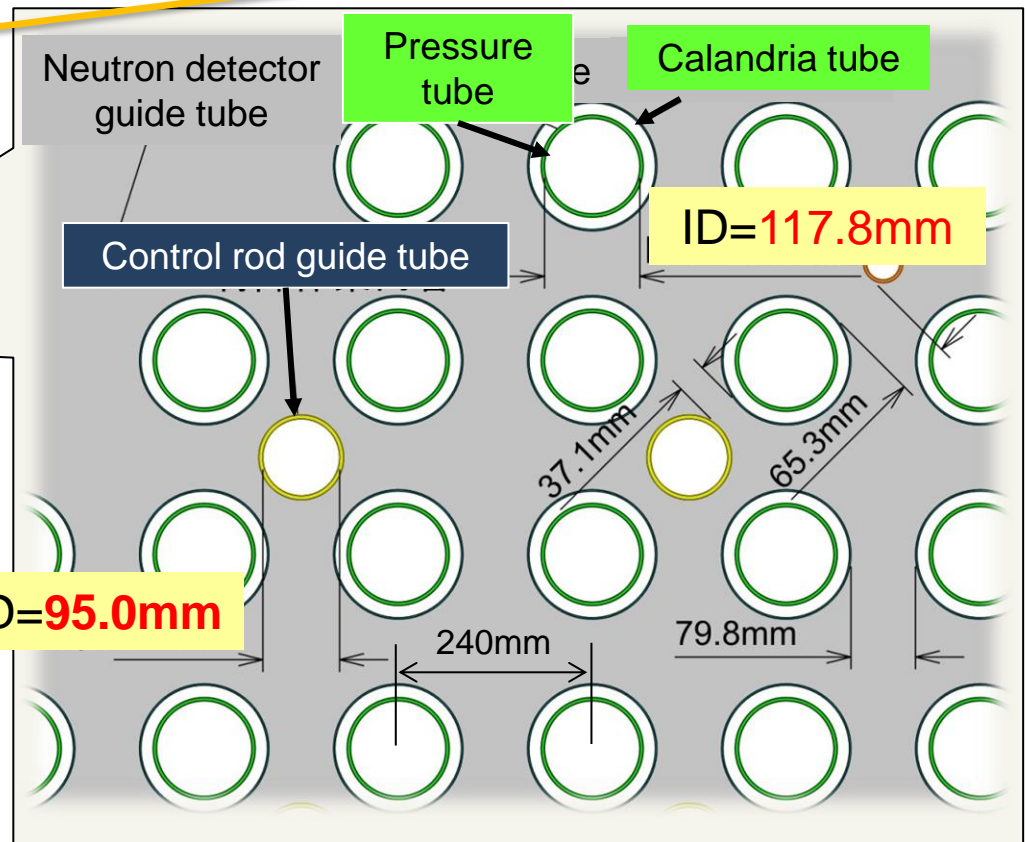 Neutron detector
guide tube
Pressure
tube
e
Calandria tube
ID=117.8mm
Control rod guide tube
37.1mm
65.3mm
D=95.0mm
240mm
79.8mm